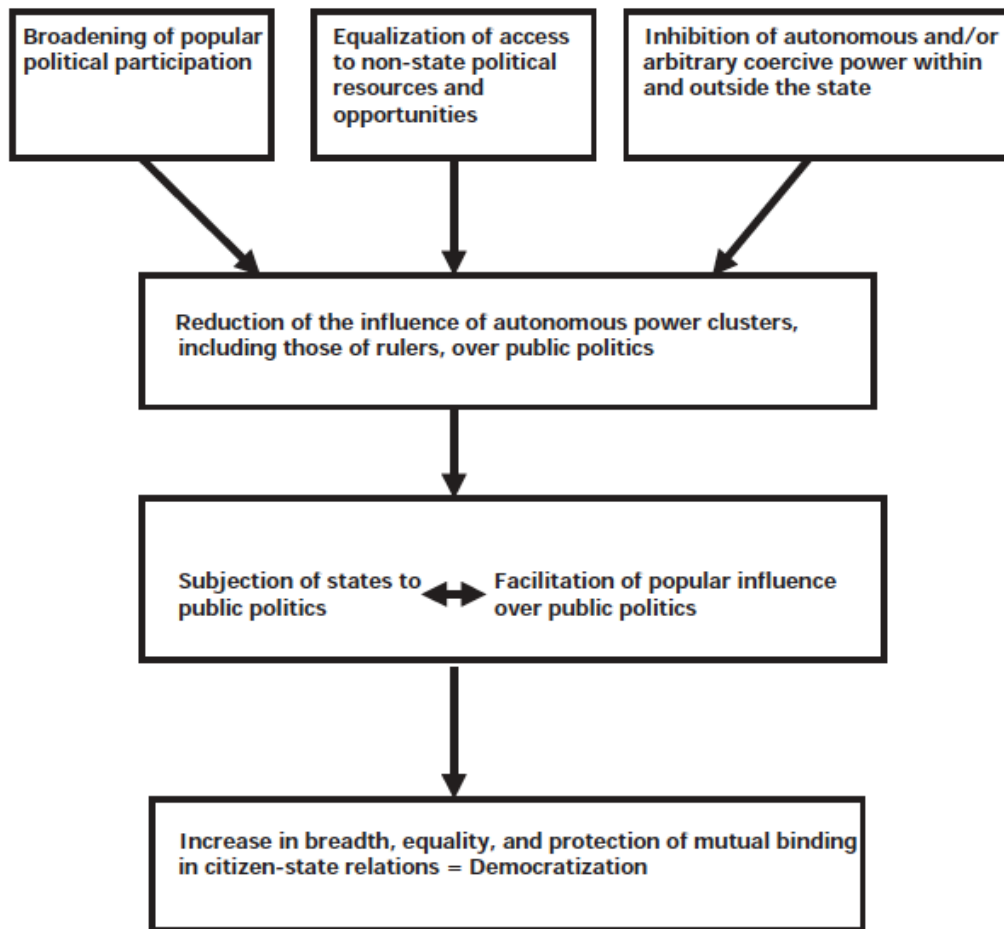 Broadening of popular
political participation
Equalization of access
to non-state political
resources and
opportunities
Inhibition of autonomous and/or
arbitrary coercive power within
and outside the state
Reduction of the influence of autonomous power clusters,
including those of rulers, over public politics
Subjection of states to
public politics
Facilitation of popular influence
over public politics
Increase in breadth, equality, and protection of mutual binding
in citizen-state relations = Democratization